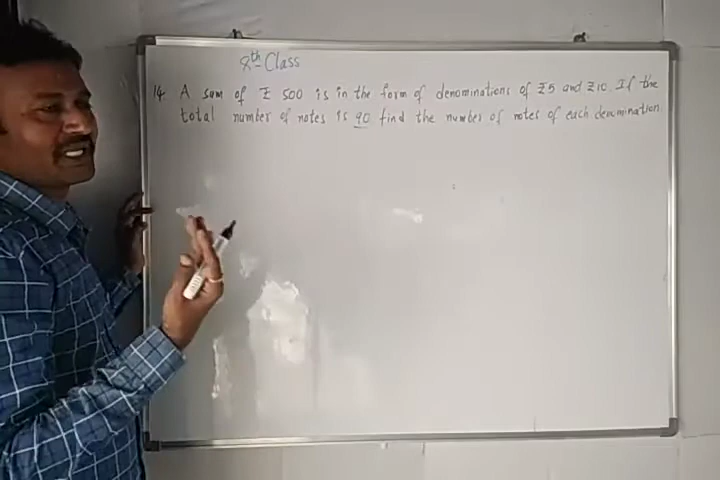 8th Class
14. A sum of ₹ 500 is in the form of denominations of ₹5 and ₹10. If the
total number of notes is 90 find the number of notes of each denomination